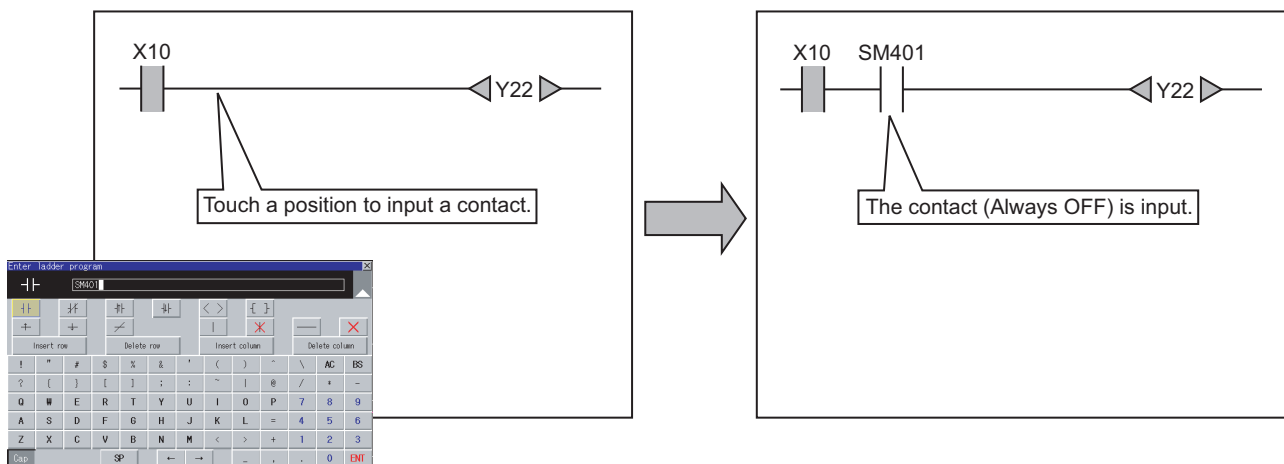 X10
Y22
Touch a position to input a contact.
X10 SM401
Y22
The contact (Always OFF) is input.
Enter ladder program
SM401
Insert row Delete row Insert column Delete column
! " # $ % & ' ( ) \ AC BS
? { } [ ] ; : ~ | @ / * -
Q W E R T Y U I O P 7 8 9
A S D F G H J K L = 4 5 6
Z X C V B N M < > + 1 2 3
Cap SP ← → _ , . 0 ENT